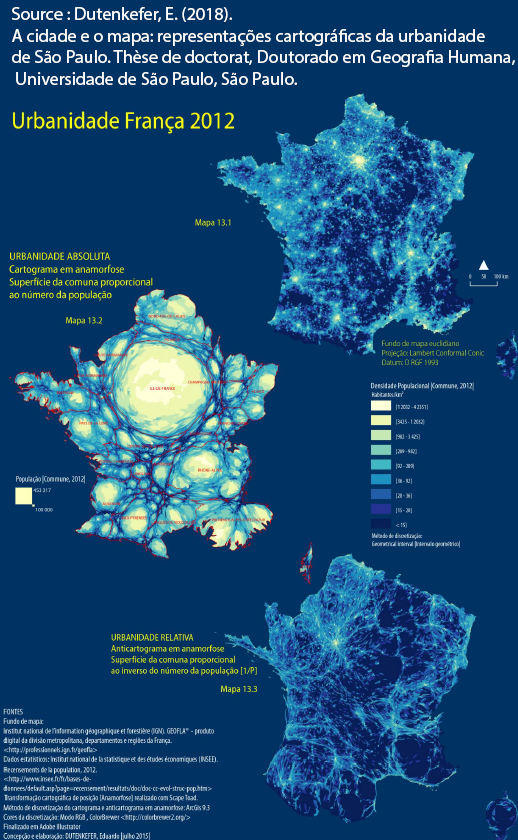 Source : Dutenkefer, E. (2018).
A cidade e o mapa: representações cartográficas da urbanidade
de São Paulo. Thèse de doctorat, Doutorado em Geografia Humana,
Universidade de São Paulo, São Paulo.
Urbanidade França 2012
Mapa 13.1
0 50 100 km
URBANIDADE ABSOLUTA
Cartograma em anamorfose
Superfície da comuna proporcional
ao número da população
Mapa 13.2
Fundo de mapa euclidiano
Projeção: Lambert Conformal Conic
Datum: D RGF 1993
ILE-DE-FRANCE
Densidade Populacional [Commune, 2012]
Habitantes/km²
[12032 - 42351]
[3425 - 12032]
[982 - 3425]
[289 - 982]
[92 - 289]
[36 - 92]
[20 - 36]
[15 - 20]
< 15]
Método de discretização:
Geometrical interval [Intervalo geométrico]
População [Commune, 2012]
453 317
100 000
URBANIDADE RELATIVA
Anticartograma em anamorfose
Superfície da comuna proporcional
ao inverso do número da população [1/P]
Mapa 13.3
FONTES
Fundo de mapa:
Institut national de l'information géographique et forestière (IGN). GEOFLA® - produto
digital da divisão metropolitana, departamentos e regiões da França.
<http://professionnels.ign.fr/geofla>
Dados estatísticos: Institut national de la statistique et des études économiques (INSEE).
Recensements de la population, 2012.
<http://www.insee.fr/fr/bases-de-
donnees/default.asp?page=recensement/resultats/doc/doc-cc-evol-struc-pop.htm>
Transformação cartográfica de posição [Anamorfose] realizado com Scape Toad.
Método de discretização do cartograma e anticartograma em anamorfose: ArcGis 9.3
Cores da discretização: Modo RGB , ColorBrewer <http://colorbrewer2.org/>
Finalizado em Adobe Illustrator
Concepção e elaboração: DUTENKEFER, Eduardo [julho 2015]